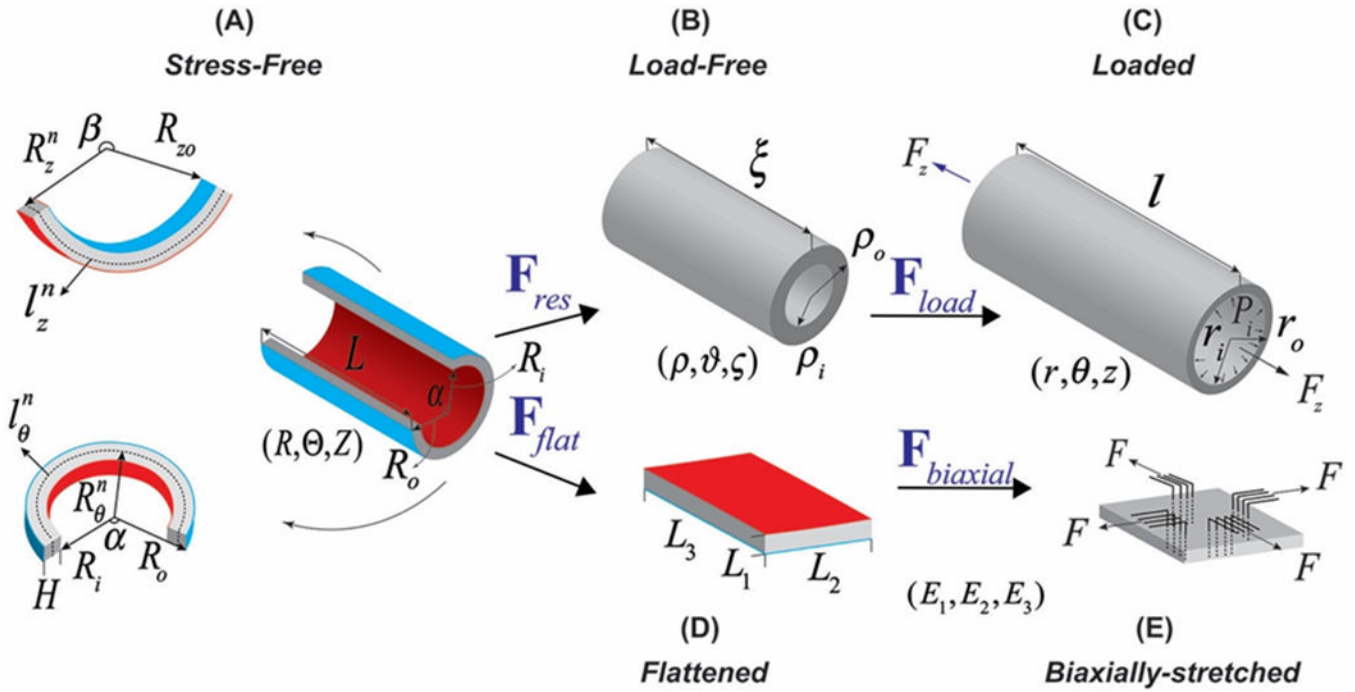 (A)
Stress-Free
(B)
Load-Free
(C)
Loaded
R_z^n
β
R_zo
l_z^n
L
α
R_i
R_o
(R,Θ,Z)
F_res
F_flat
ξ
ρ_o
ρ_i
(ρ,ϑ,ς)
F_load
F_z
l
P_i
r_i
r_o
F_z
(r,θ,z)
l_θ^n
R_θ^n
α
R_i
R_o
H
L_3
L_1
L_2
F_biaxial
(E_1,E_2,E_3)
F
F
F
F
(D)
Flattened
(E)
Biaxially-stretched